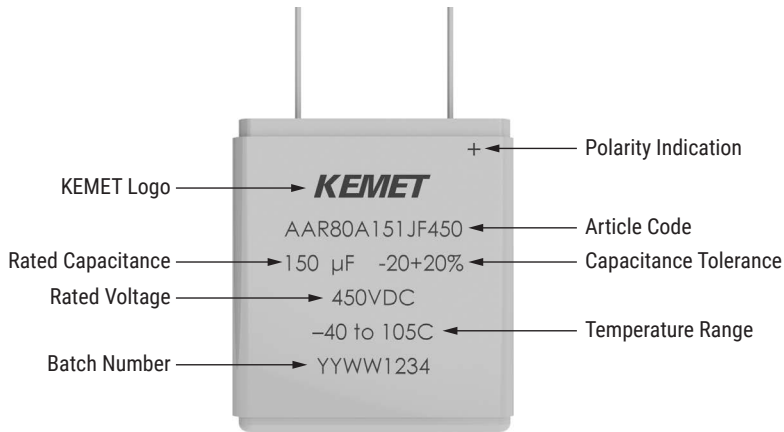 +
Polarity Indication
KEMET Logo
KEMET
AAR80A151JF450
Article Code
Rated Capacitance
150 µF -20+20%
Capacitance Tolerance
Rated Voltage
450VDC
–40 to 105C
Temperature Range
Batch Number
YYWW1234